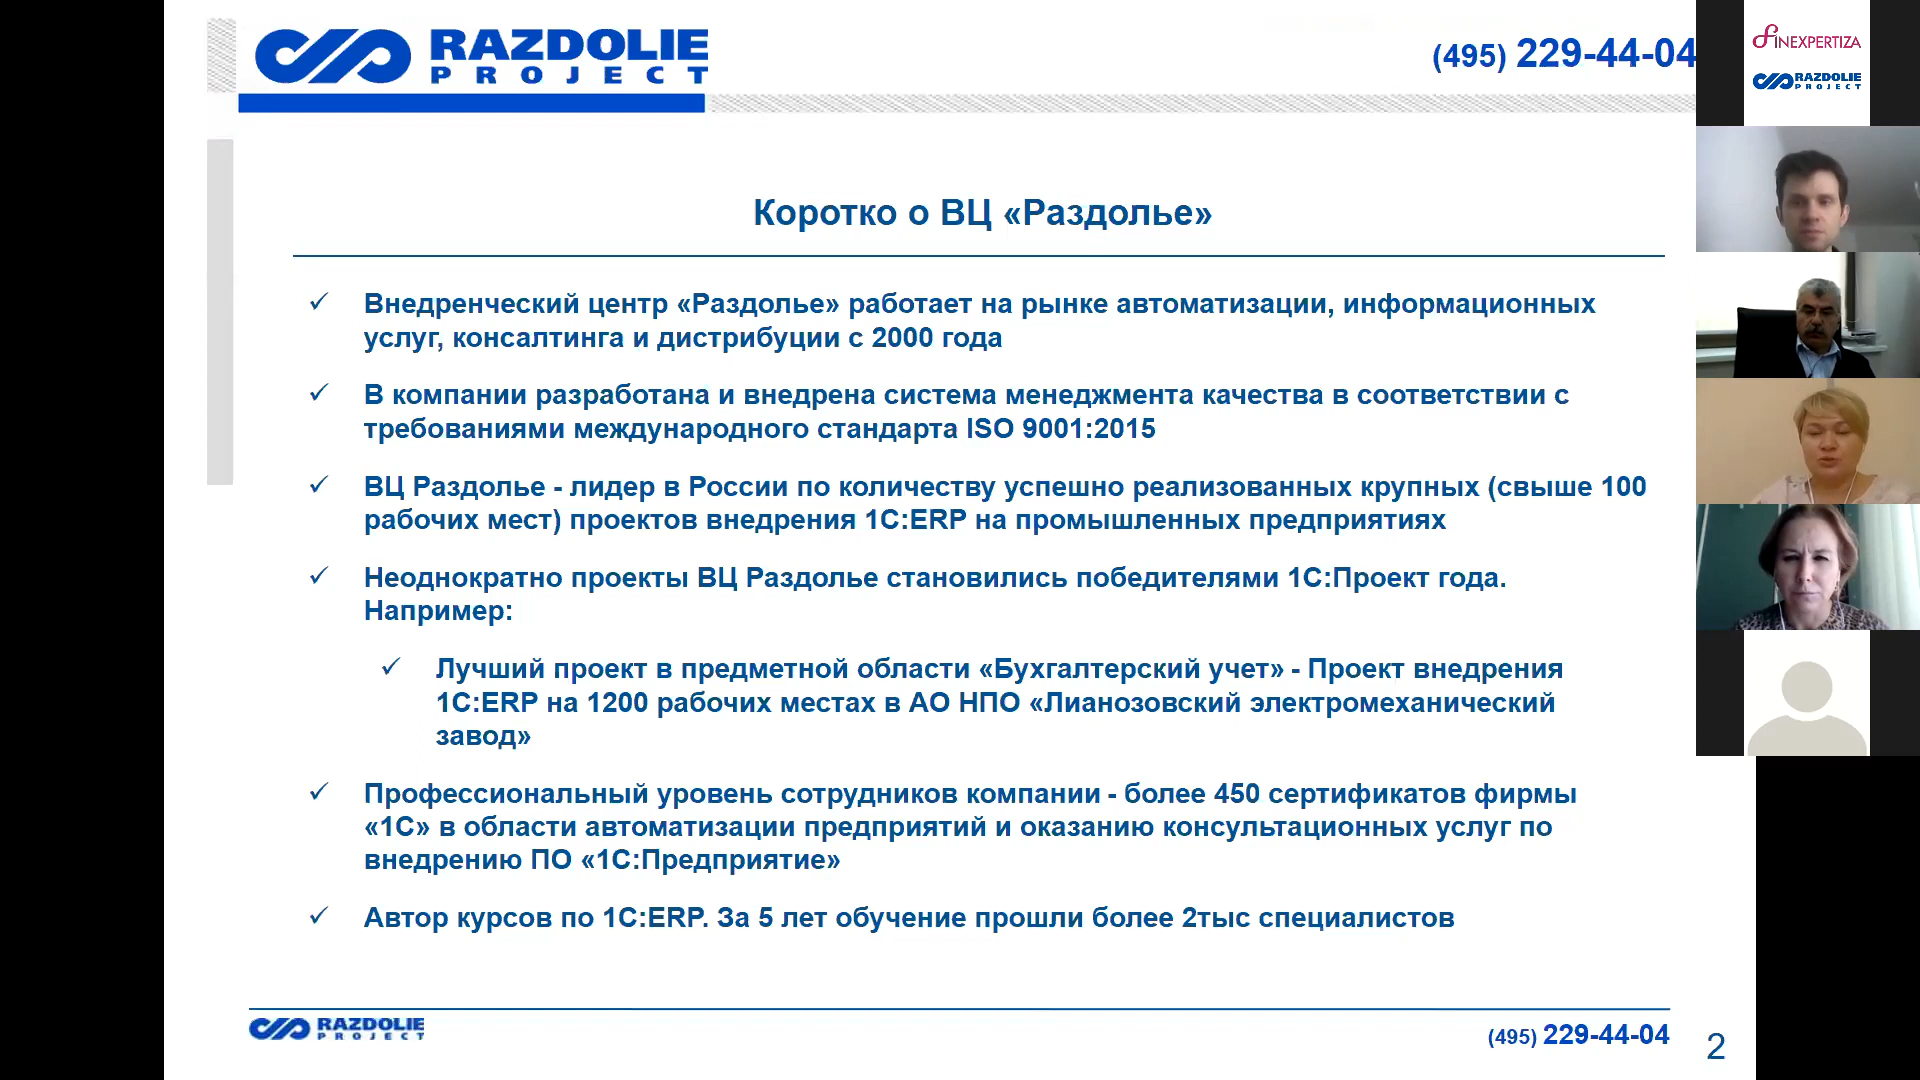 RAZDOLIE
PROJECT
(495) 229-44-04
FINEXPERTIZA
RAZDOLIE
PROJECT
Коротко о ВЦ «Раздолье»
✓ Внедренческий центр «Раздолье» работает на рынке автоматизации, информационных
услуг, консалтинга и дистрибуции с 2000 года
✓ В компании разработана и внедрена система менеджмента качества в соответствии с
требованиями международного стандарта ISO 9001:2015
✓ ВЦ Раздолье - лидер в России по количеству успешно реализованных крупных (свыше 100
рабочих мест) проектов внедрения 1С:ERP на промышленных предприятиях
✓ Неоднократно проекты ВЦ Раздолье становились победителями 1С:Проект года.
Например:
✓ Лучший проект в предметной области «Бухгалтерский учет» - Проект внедрения
1С:ERP на 1200 рабочих местах в АО НПО «Лианозовский электромеханический
завод»
✓ Профессиональный уровень сотрудников компании - более 450 сертификатов фирмы
«1С» в области автоматизации предприятий и оказанию консультационных услуг по
внедрению ПО «1С:Предприятие»
✓ Автор курсов по 1С:ERP. За 5 лет обучение прошли более 2тыс специалистов
RAZDOLIE
PROJECT
(495) 229-44-04
2